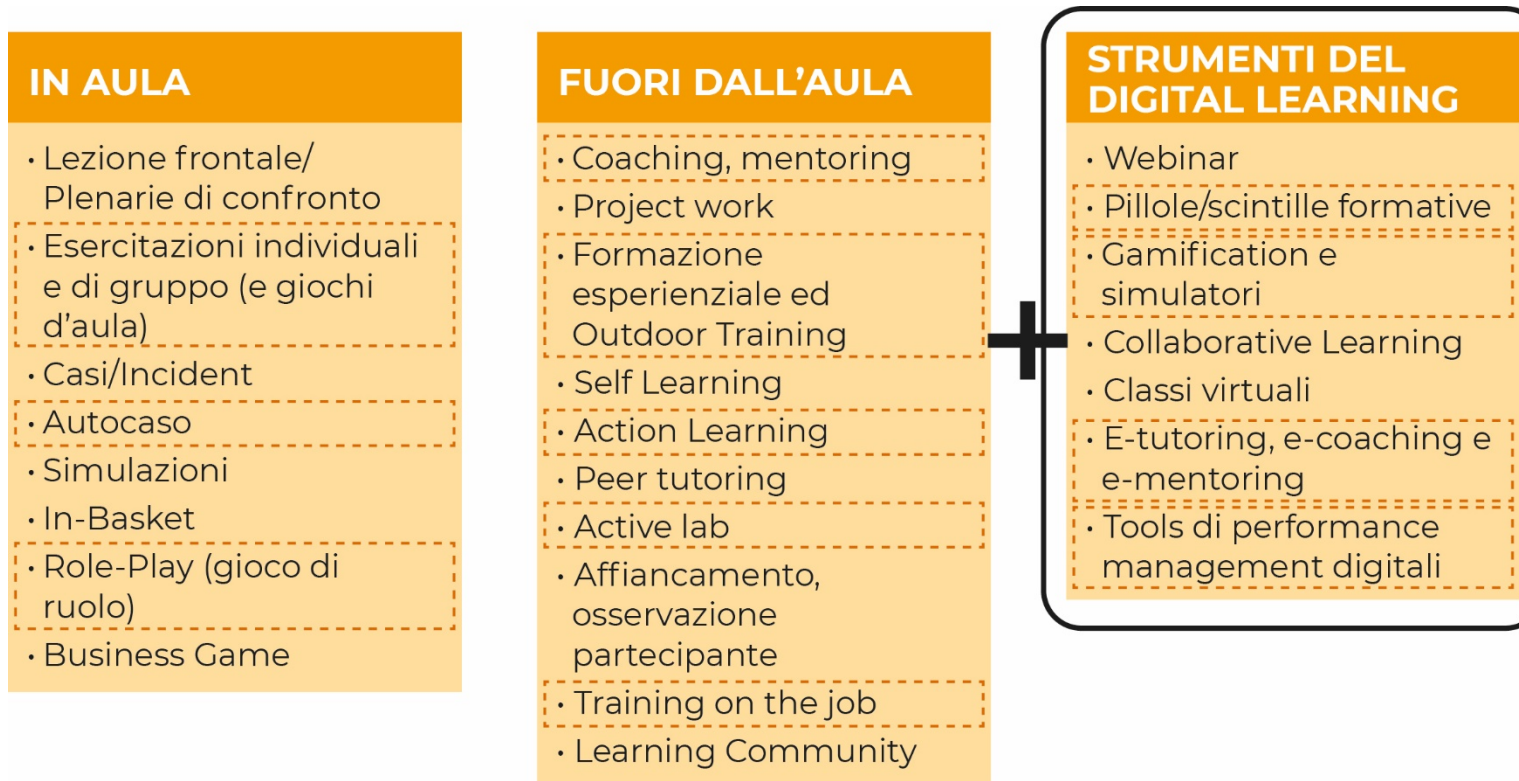 IN AULA
· Lezione frontale/
Plenarie di confronto
· Esercitazioni individuali
e di gruppo (e giochi
d'aula)
· Casi/Incident
· Autocaso
· Simulazioni
· In-Basket
· Role-Play (gioco di
ruolo)
· Business Game
FUORI DALL'AULA
· Coaching, mentoring
· Project work
· Formazione
esperienziale ed
Outdoor Training
· Self Learning
· Action Learning
· Peer tutoring
· Active lab
· Affiancamento,
osservazione
partecipante
· Training on the job
· Learning Community
+
STRUMENTI DEL
DIGITAL LEARNING
· Webinar
· Pillole/scintille formative
· Gamification e
simulatori
· Collaborative Learning
· Classi virtuali
· E-tutoring, e-coaching e
e-mentoring
· Tools di performance
management digitali